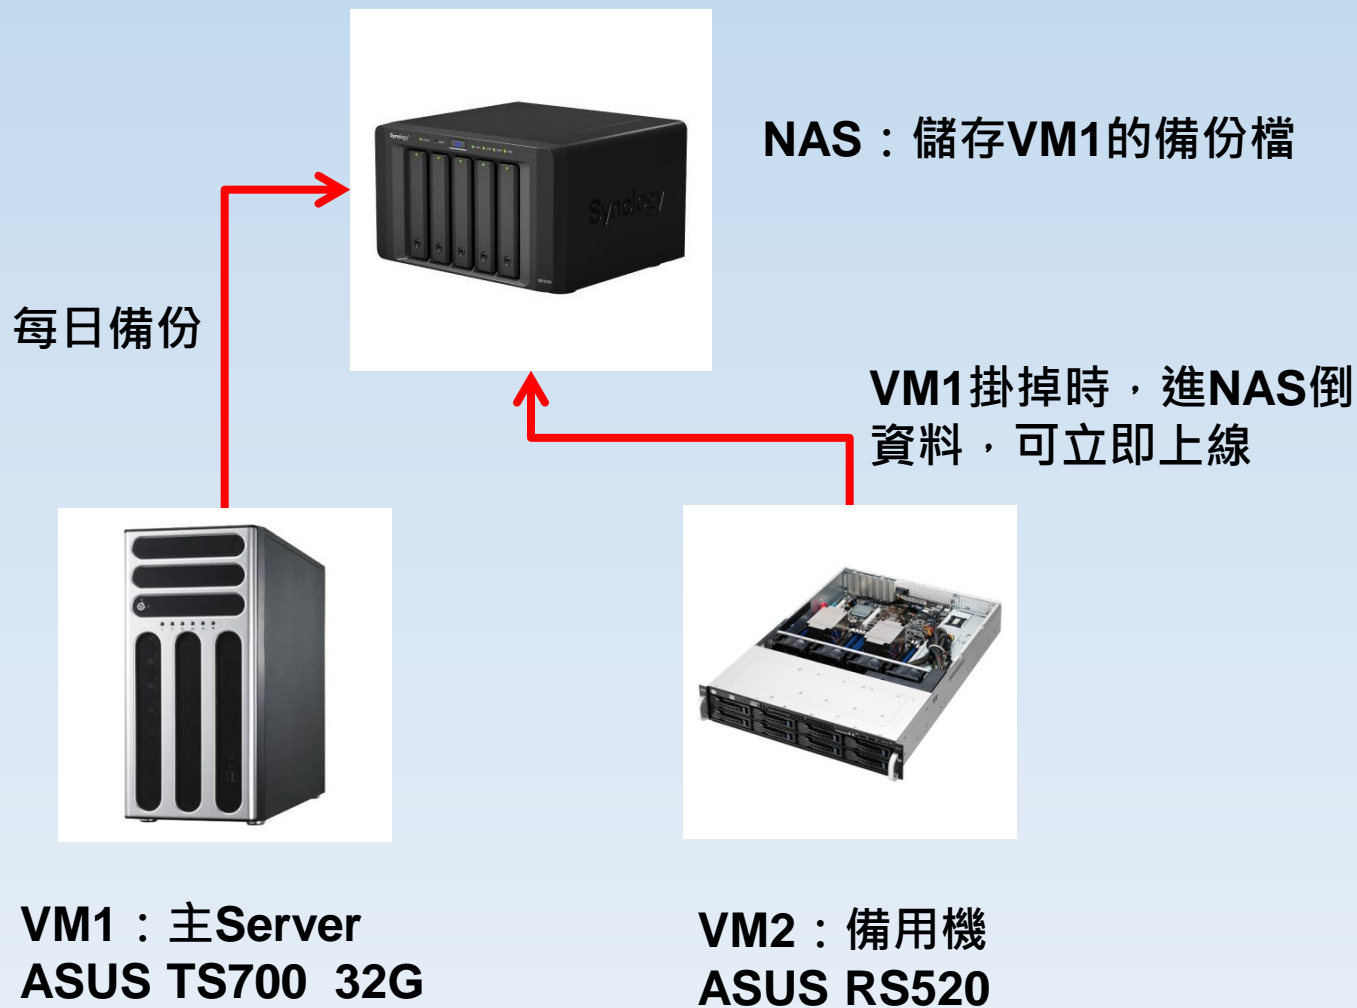 Synology
Synology
NAS：儲存VM1的備份檔
每日備份
VM1掛掉時，進NAS倒
資料，可立即上線
VM1：主Server
ASUS TS700 32G
VM2：備用機
ASUS RS520